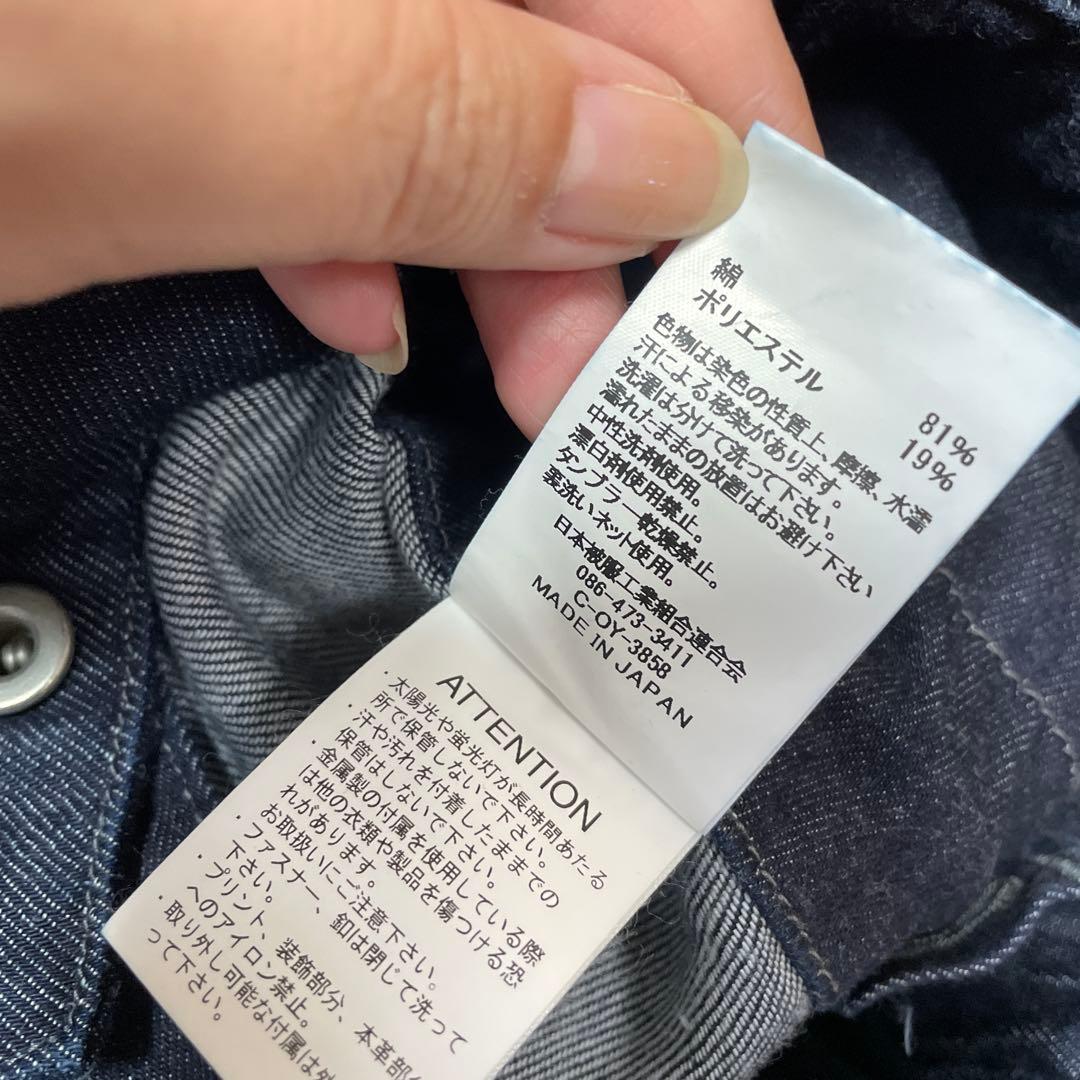 綿 81%
ポリエステル 19%
色物は染色の性質上、摩擦、水濡
汗による移染があります。
洗濯は分けて洗って下さい。
濡れたままの放置はお避け下さい
中性洗剤使用。
漂白剤使用禁止。
タンブラー乾燥禁止。
裏洗いネット使用。
日本被服工業組合連合会
086-473-3411
C-OY-3858
MADE IN JAPAN
ATTENTION
・太陽光や蛍光灯が長時間あたる
所で保管しないで下さい。
・汗や汚れを付着したままでの
保管はしないで下さい。
・金属製の付属を使用している際
は他の衣類や製品を傷つける恐
れがあります。
お取扱いにご注意下さい。
・ファスナー、釦は閉じて洗って
下さい。
・プリント、装飾部分、本革部分
へのアイロン禁止。
・取り外し可能な付属は外
って下さい。